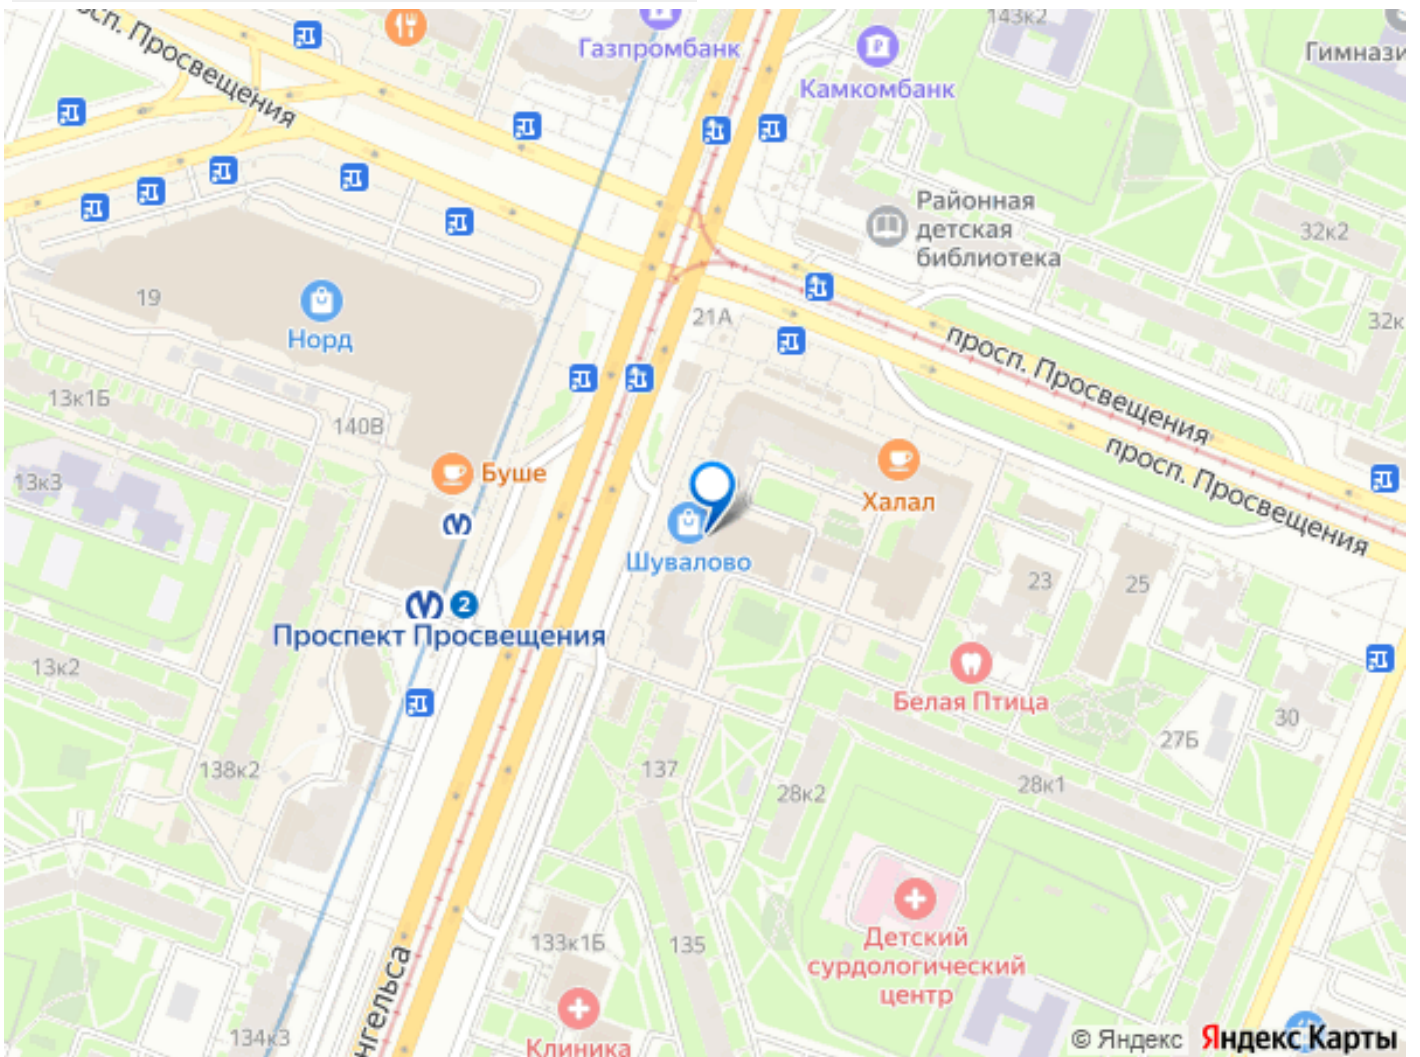 143к2
Газпромбанк
Гимнази
Камкомбанк
осп. Просвещения
Районная
детская
библиотека
32к2
19
21А
32к
Норд
просп. Просвещения
13к1Б
140В
Буше
просп. Просвещения
13к3
Халал
Шувалово
23
25
2
Проспект Просвещения
13к2
Белая Птица
30
27Б
138к2
137
28к2
28к1
133к1Б
135
Детский
сурдологический
центр
нгельса
134к3
Клиника
© Яндекс Яндекс Карты